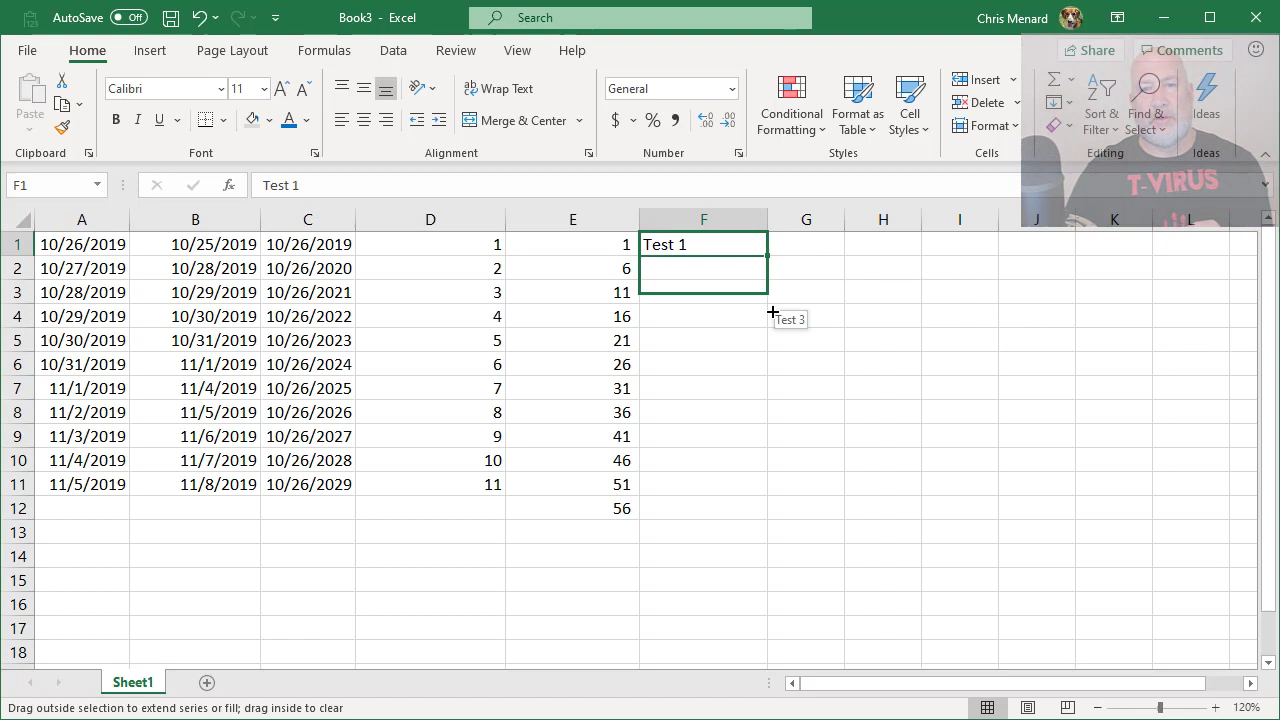 AutoSave Off Book3 - Excel Search Chris Menard
File Home Insert Page Layout Formulas Data Review View Help Share Comments
Paste Calibri 11 Wrap Text General Conditional Formatting Format as Table Cell Styles Insert Sort & Filter Find & Select Ideas
B I U Merge & Center $ % Delete
Format
Clipboard Font Alignment Number Styles Cells Editing Ideas
T-VIRUS
F1 fx Test 1
A B C D E F G H I J K L
1 10/26/2019 10/25/2019 10/26/2019 1 1 Test 1
2 10/27/2019 10/28/2019 10/26/2020 2 6
3 10/28/2019 10/29/2019 10/26/2021 3 11
4 10/29/2019 10/30/2019 10/26/2022 4 16 Test 3
5 10/30/2019 10/31/2019 10/26/2023 5 21
6 10/31/2019 11/1/2019 10/26/2024 6 26
7 11/1/2019 11/4/2019 10/26/2025 7 31
8 11/2/2019 11/5/2019 10/26/2026 8 36
9 11/3/2019 11/6/2019 10/26/2027 9 41
10 11/4/2019 11/7/2019 10/26/2028 10 46
11 11/5/2019 11/8/2019 10/26/2029 11 51
12 56
13
14
15
16
17
18
Sheet1
Drag outside selection to extend series or fill; drag inside to clear 120%